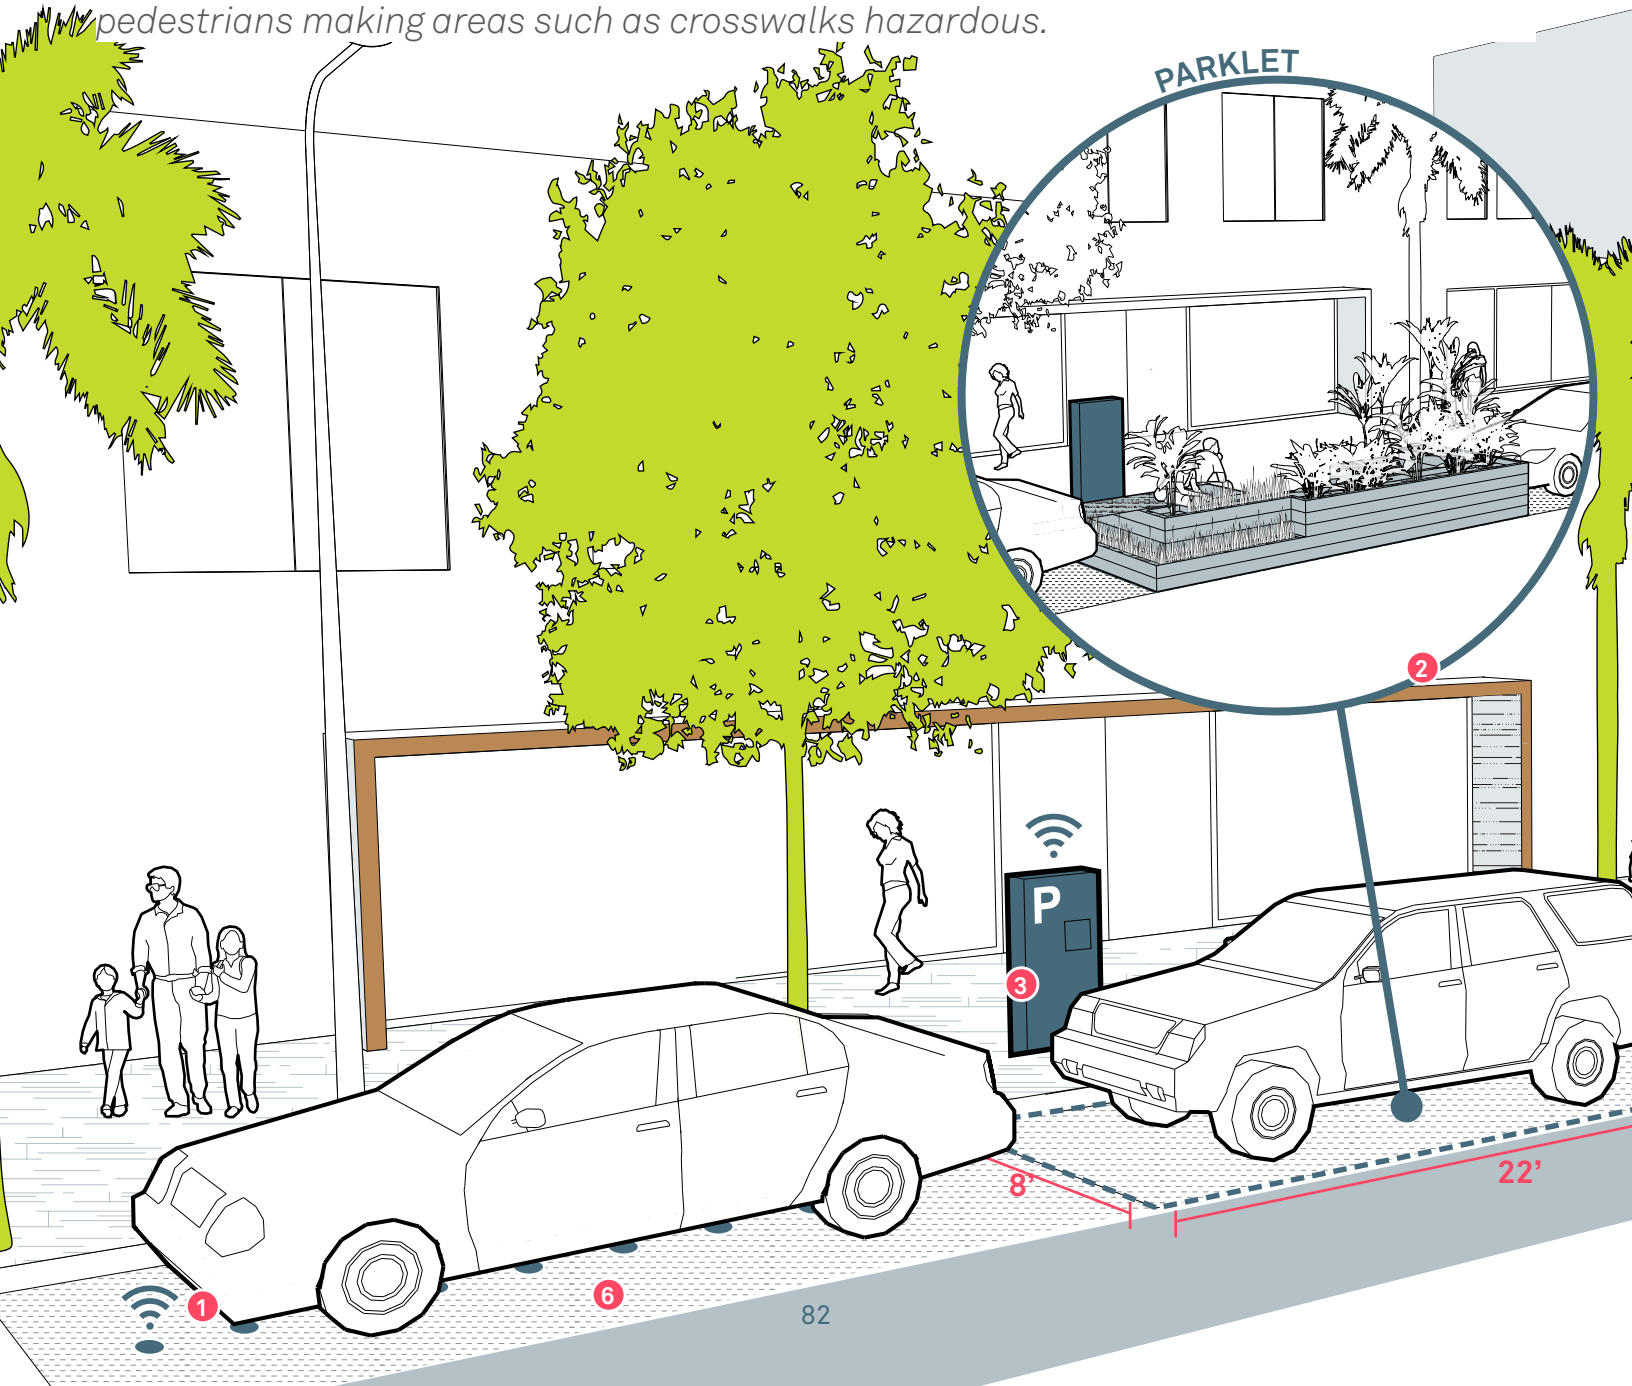 pedestrians making areas such as crosswalks hazardous.
PARKLET
2
P
3
8’
22’
1
6
82